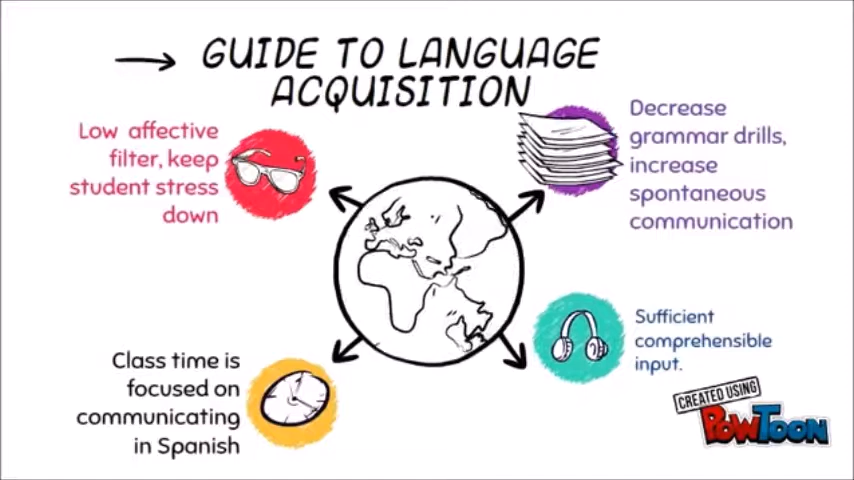 GUIDE TO LANGUAGE
ACQUISITION
Low affective
filter, keep
student stress
down
Decrease
grammar drills,
increase
spontaneous
communication
Class time is
focused on
communicating
in Spanish
Sufficient
comprehensible
input.
CREATED USING
POWTOON